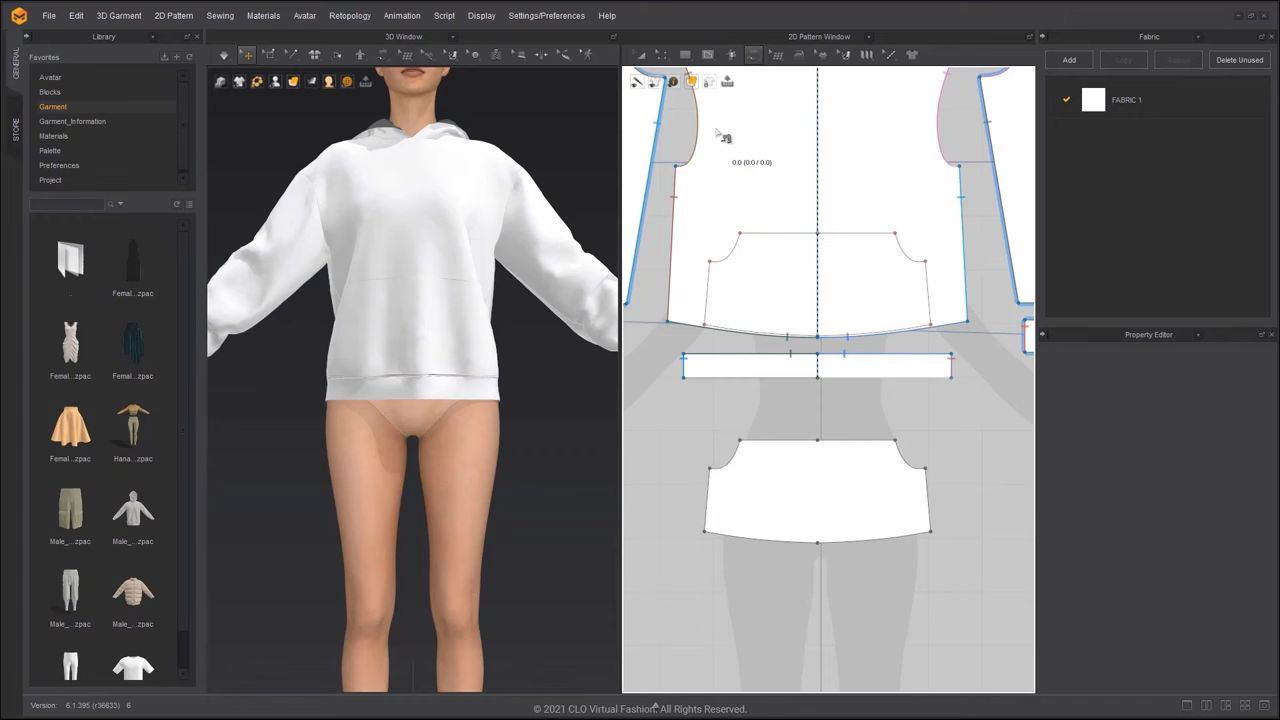 File Edit 3D Garment 2D Pattern Sewing Materials Avatar Retopology Animation Script Display Settings/Preferences Help
Library 3D Window 2D Pattern Window Fabric
GENERAL
STORE
Favorites
Avatar
Blocks
Garment
Garment_Information
Materials
Palette
Preferences
Project
..
Femal...zpac
Femal...zpac
Femal...zpac
Femal...zpac
Hana...zpac
Male_...zpac
Male_...zpac
Male_...zpac
Male_...zpac
0.0 (0.0 / 0.0)
Add Copy Assign Delete Unused
FABRIC 1
Property Editor
Version: 6.1.395 (r36633) 6
© 2021 CLO Virtual Fashion. All Rights Reserved.